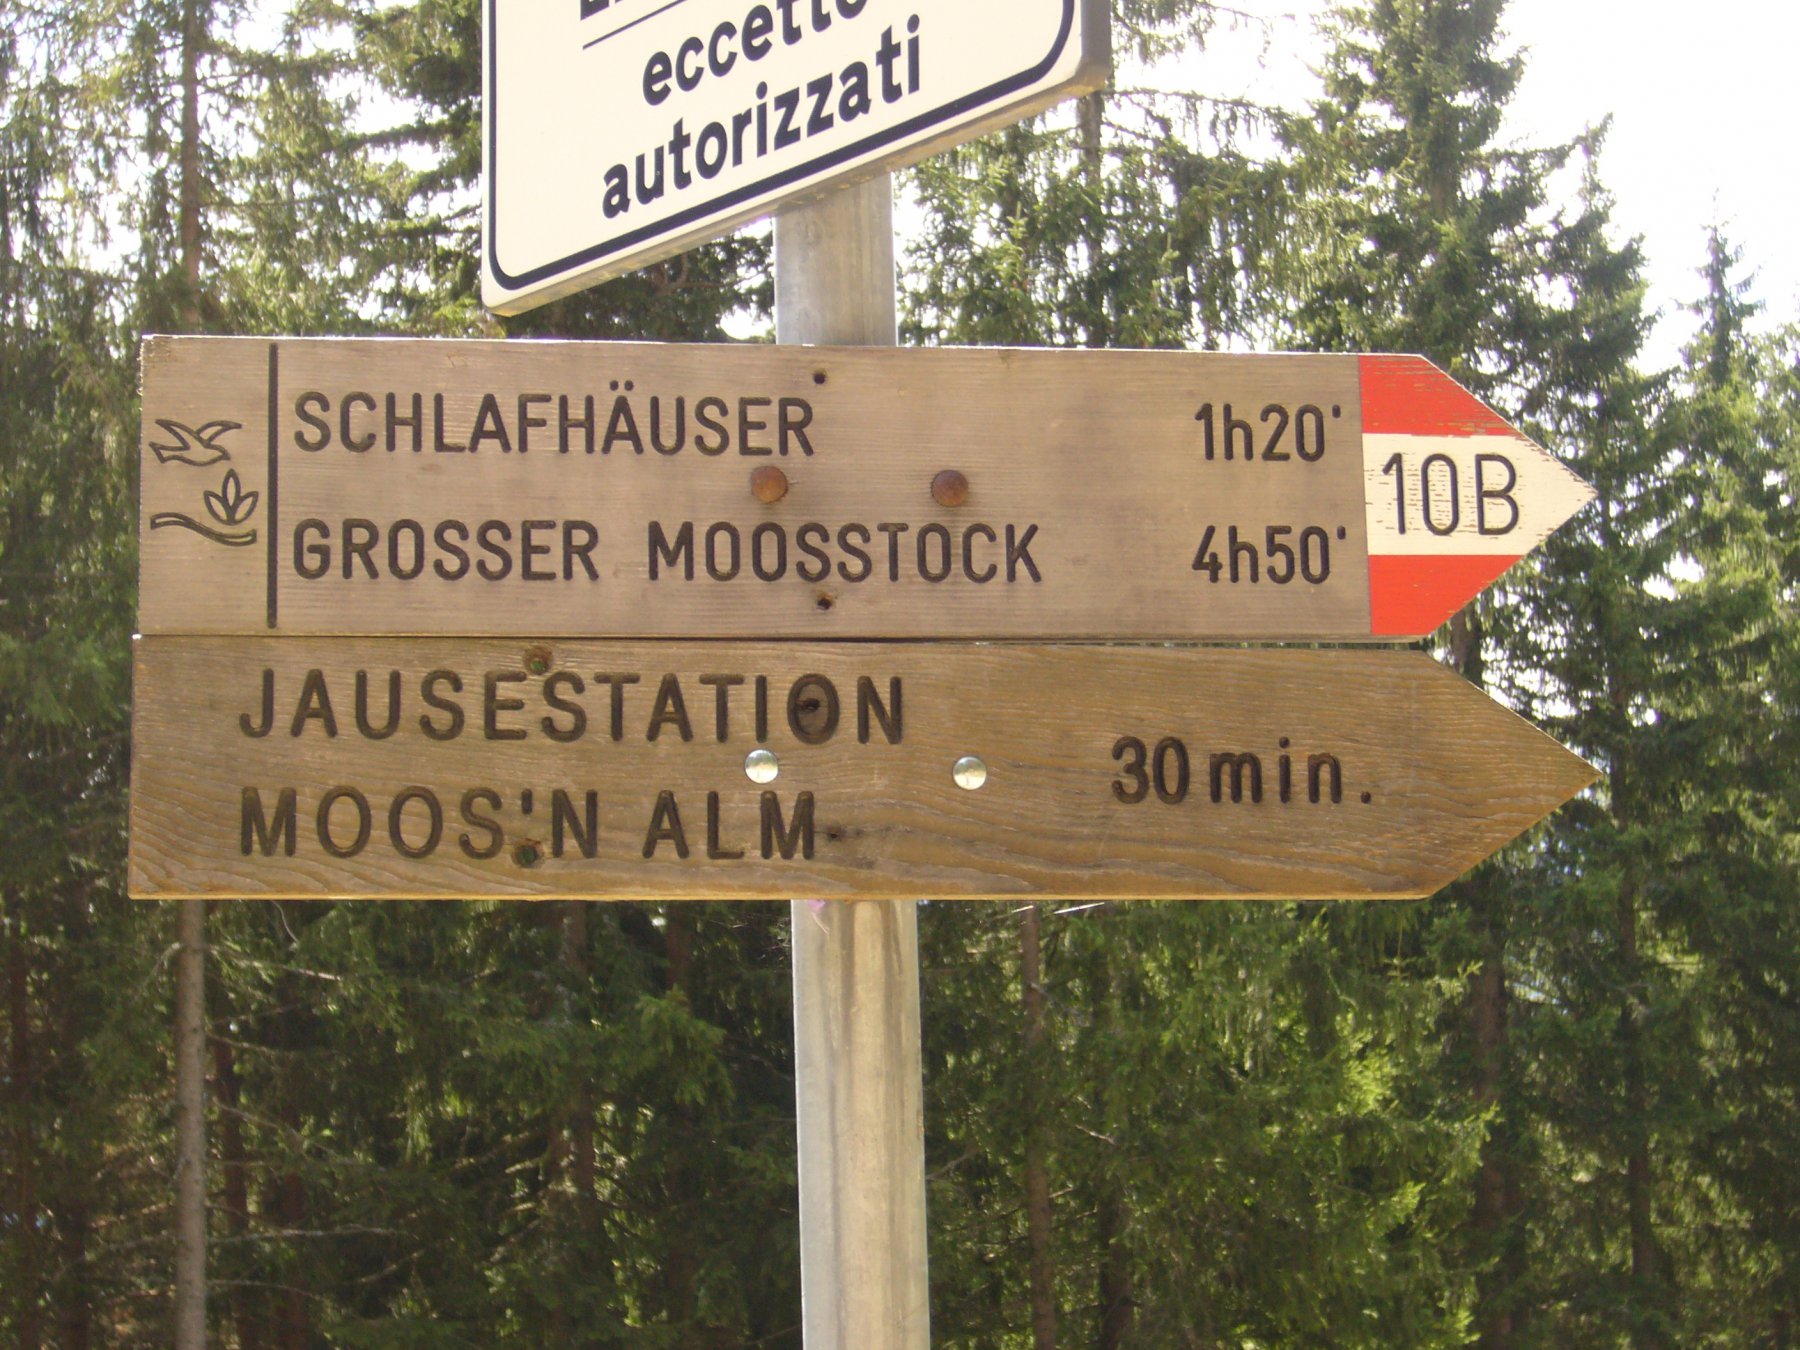 eccetto
autorizzati
SCHLAFHÄUSER 1h20'
GROSSER MOOSSTOCK 4h50'
10B
JAUSESTATION
MOOS'N ALM
30 min.